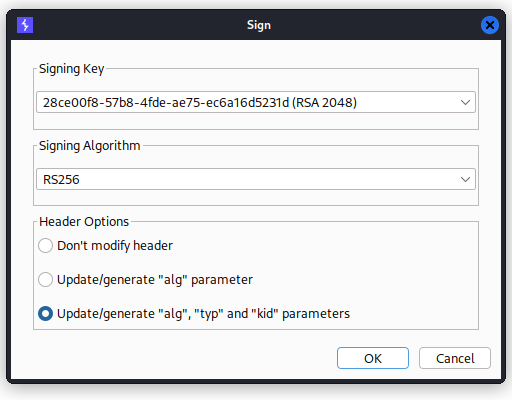 Sign
Signing Key
28ce00f8-57b8-4fde-ae75-ec6a16d5231d (RSA 2048)
Signing Algorithm
RS256
Header Options
Don't modify header
Update/generate "alg" parameter
Update/generate "alg", "typ" and "kid" parameters
OK Cancel